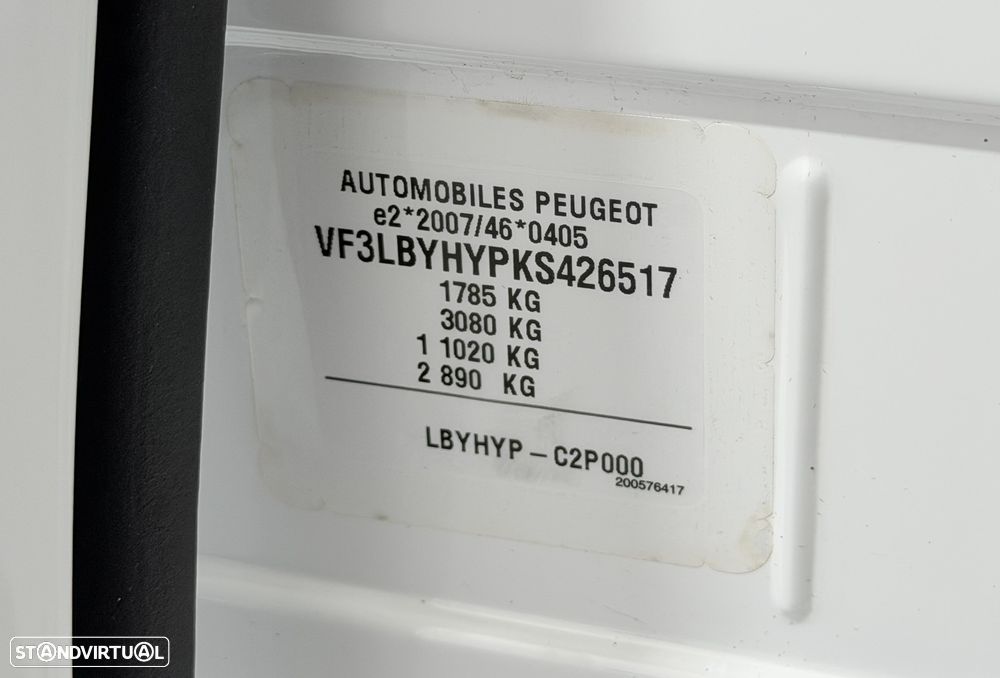 AUTOMOBILES PEUGEOT
e2*2007/46*0405
VF3LBYHYPKS426517
1785 KG
3080 KG
1 1020 KG
2 890 KG
LBYHYP – C2P000
200576417
STANDVIRTUAL